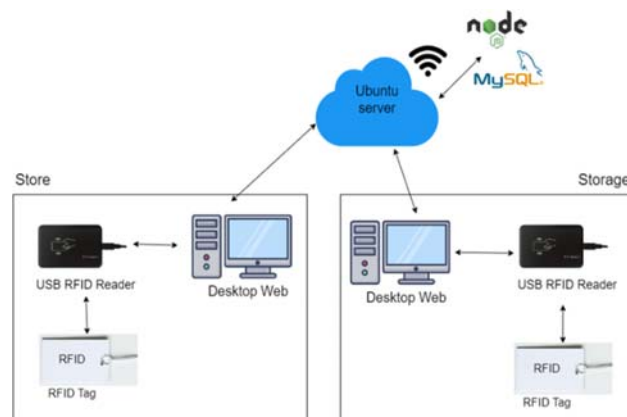 node
JS
MySQL
Ubuntu
server
Store
Storage
USB RFID Reader
Desktop Web
Desktop Web
USB RFID Reader
RFID
RFID Tag
RFID
RFID Tag